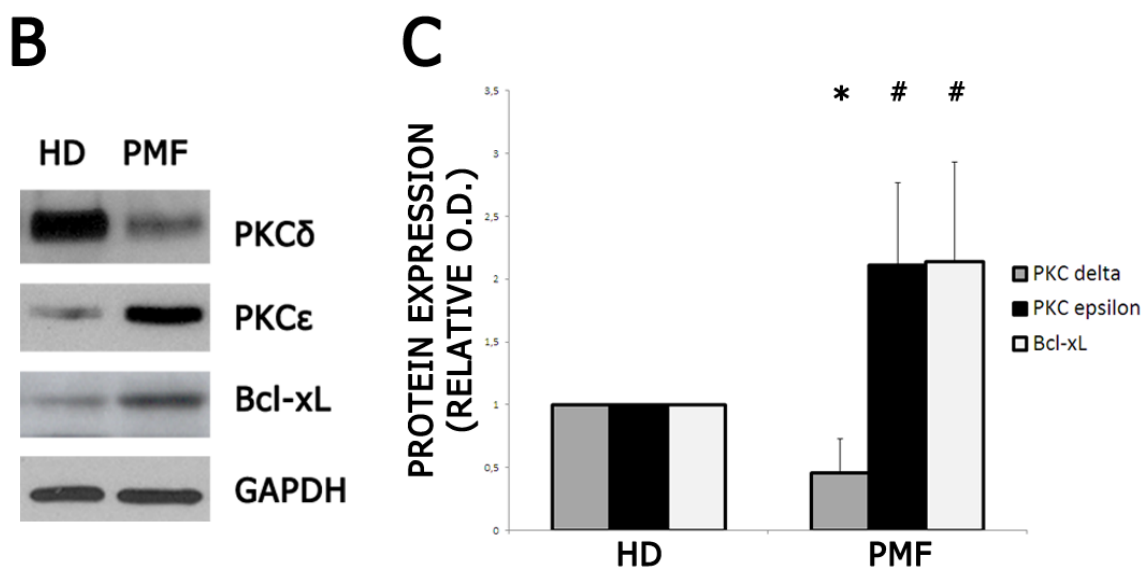 B
HD PMF
PKCδ
PKCε
Bcl-xL
GAPDH
C
PROTEIN EXPRESSION
(RELATIVE O.D.)
* # #
3,5
3
2,5
2
1,5
1
0,5
0
HD PMF
PKC delta
PKC epsilon
Bcl-xL